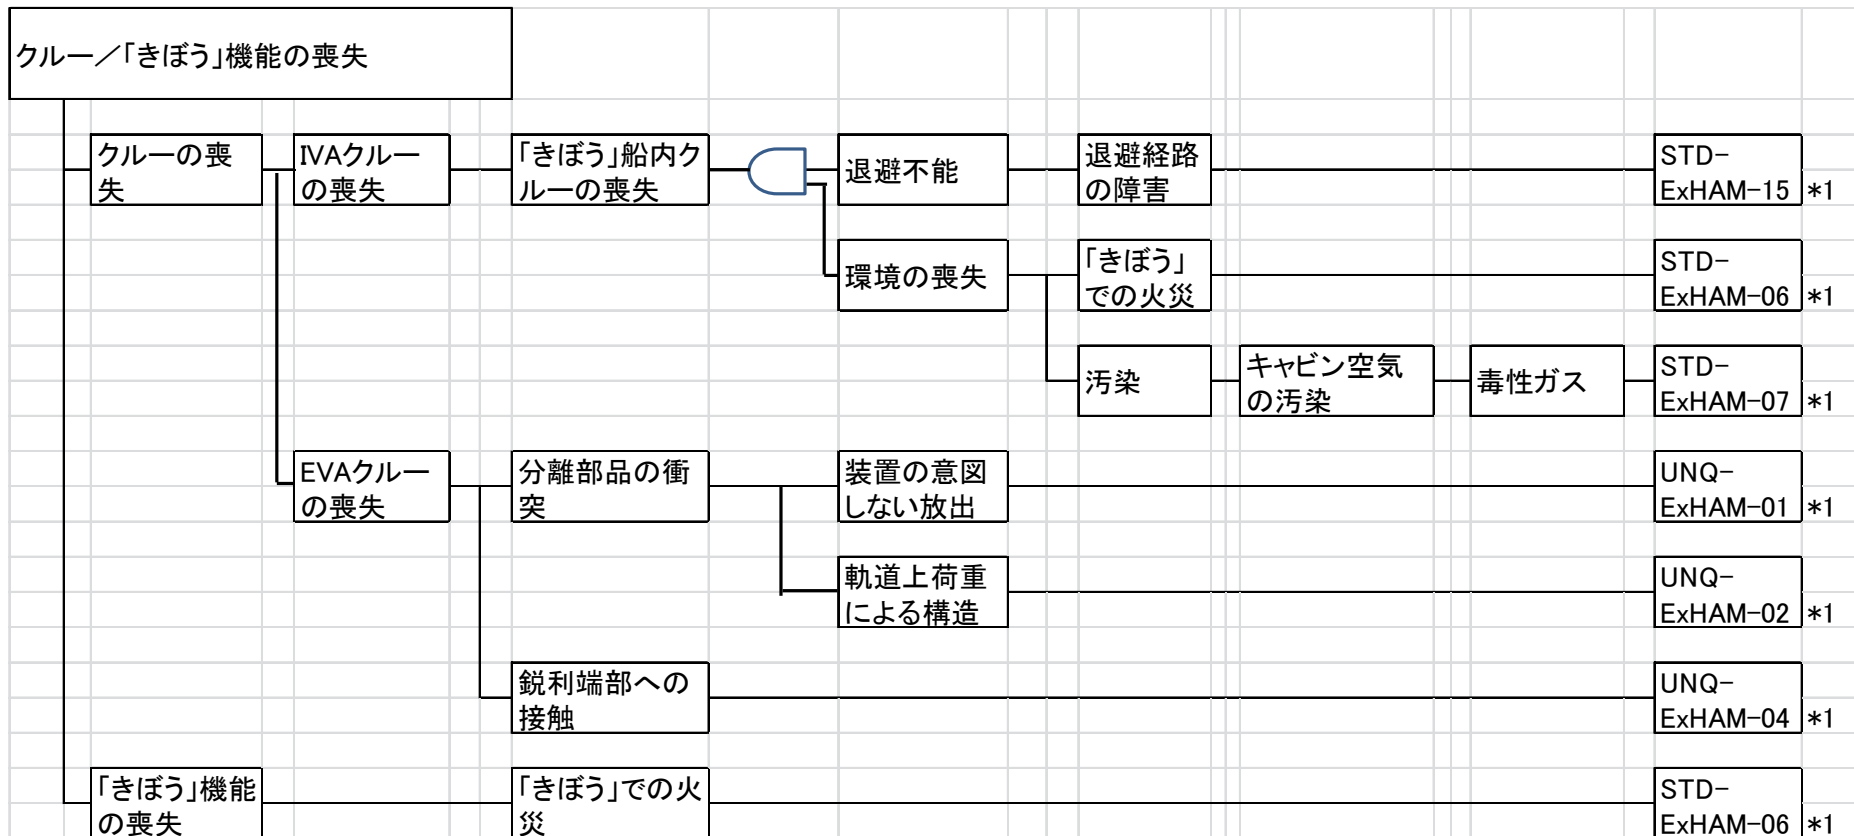 クルー／「きぼう」機能の喪失
クルーの喪
失
IVAクルー
の喪失
「きぼう」船内ク
ルーの喪失
退避不能
退避経路
の障害
STD-
ExHAM-15
*1
環境の喪失
「きぼう」
での火災
STD-
ExHAM-06
*1
汚染
キャビン空気
の汚染
毒性ガス
STD-
ExHAM-07
*1
EVAクルー
の喪失
分離部品の衝
突
装置の意図
しない放出
UNQ-
ExHAM-01
*1
軌道上荷重
による構造
UNQ-
ExHAM-02
*1
鋭利端部への
接触
UNQ-
ExHAM-04
*1
「きぼう」機能
の喪失
「きぼう」での火
災
STD-
ExHAM-06
*1